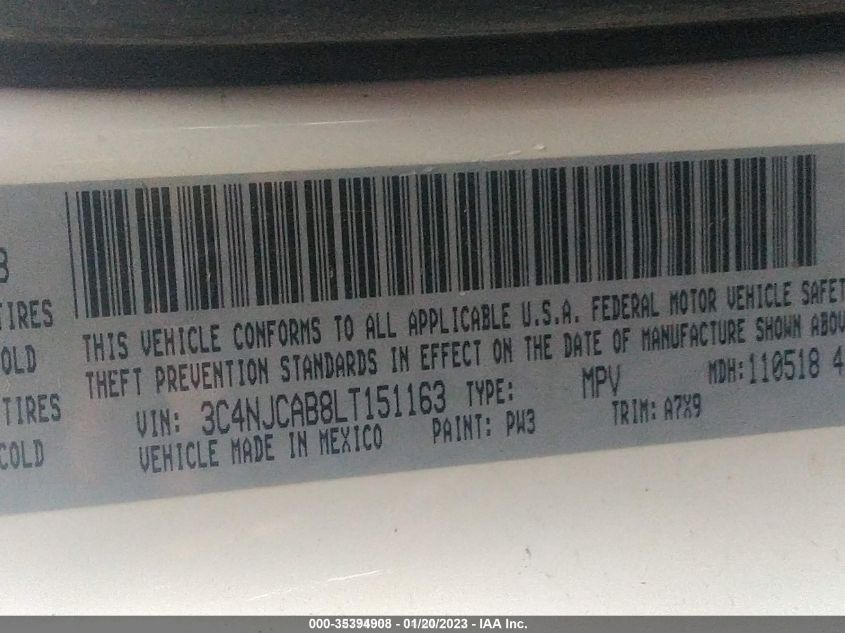 B
TIRES
OLD
TIRES
COLD
THIS VEHICLE CONFORMS TO ALL APPLICABLE U.S.A. FEDERAL MOTOR VEHICLE SAFET
THEFT PREVENTION STANDARDS IN EFFECT ON THE DATE OF MANUFACTURE SHOWN ABOV
VIN: 3C4NJCAB8LT151163 TYPE: MPV MDH: 110518 4
VEHICLE MADE IN MEXICO PAINT: PW3 TRIM: A7X9
000-35394908 - 01/20/2023 - IAA Inc.